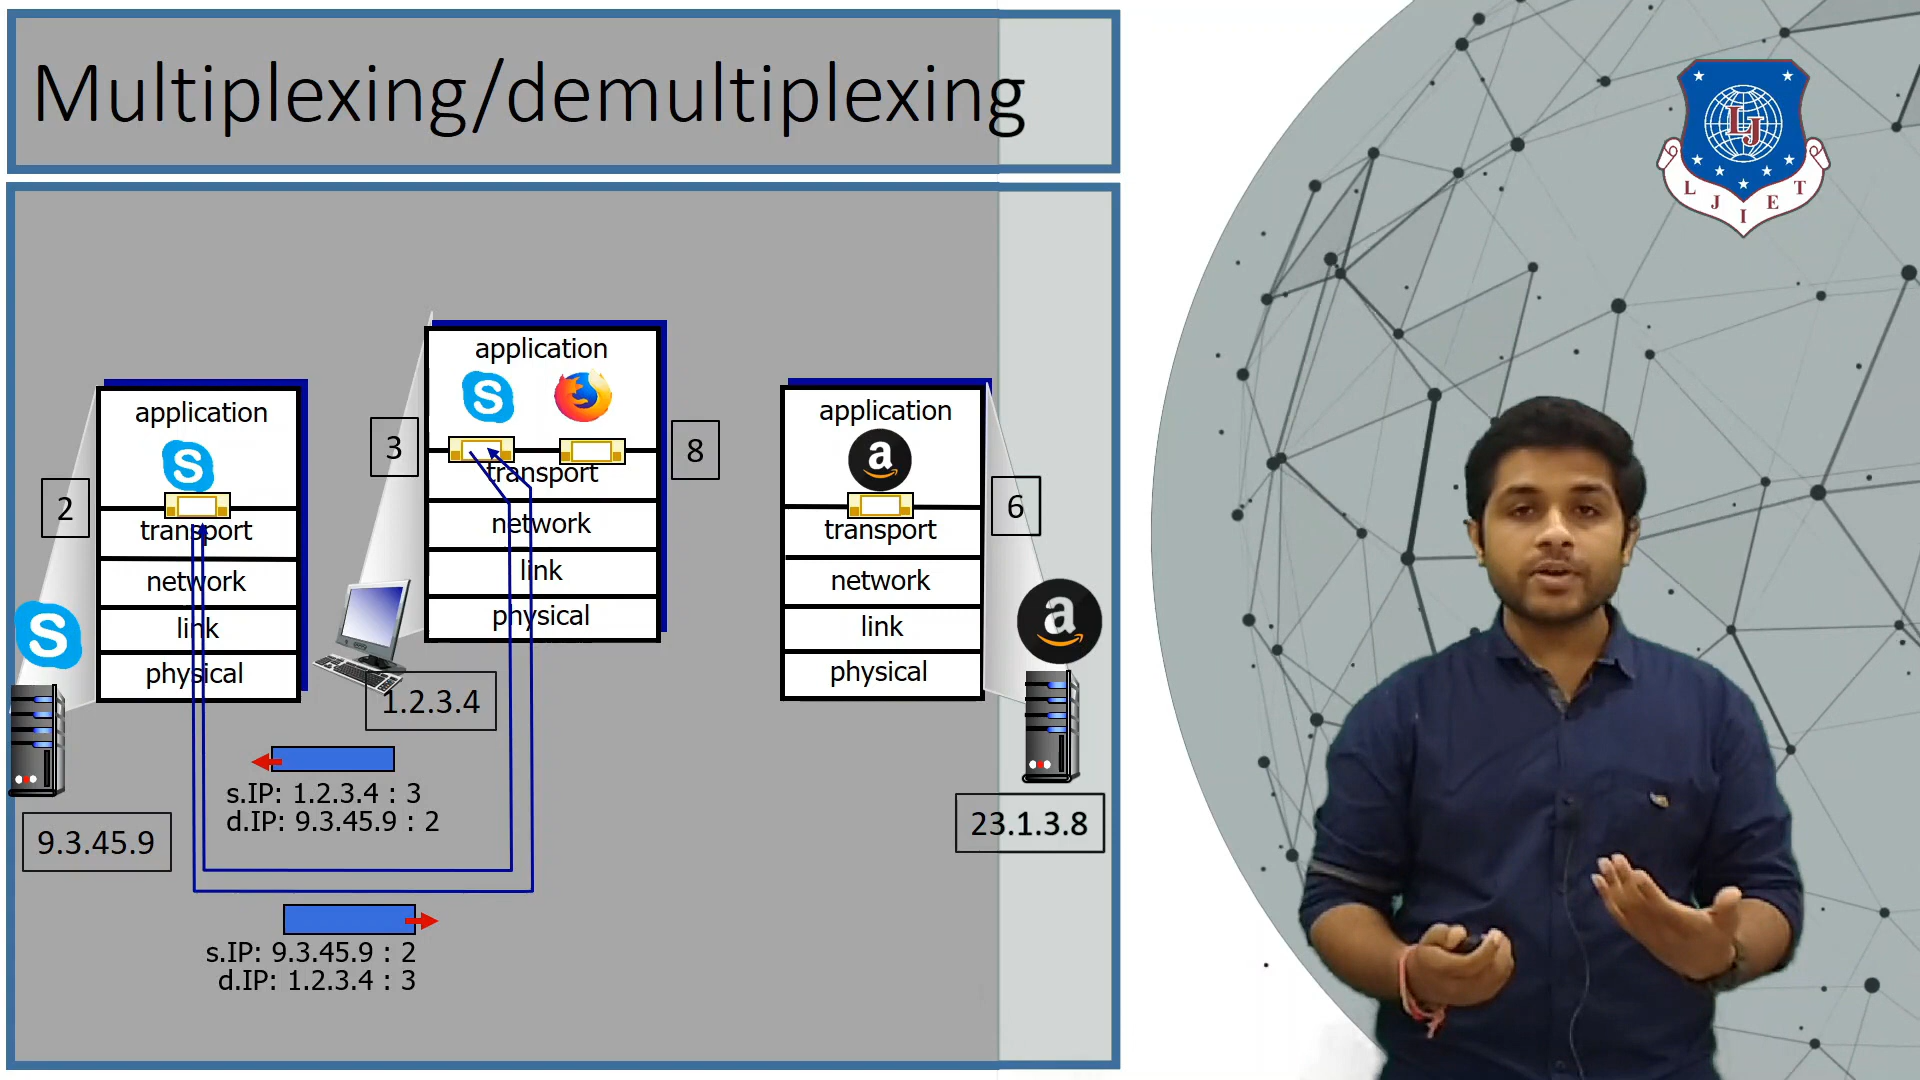 Multiplexing/demultiplexing
L J I E T
LJ
application
S
2
transport
network
link
physical
S
9.3.45.9
application
S
3
8
transport
network
link
physical
1.2.3.4
s.IP: 1.2.3.4 : 3
d.IP: 9.3.45.9 : 2
s.IP: 9.3.45.9 : 2
d.IP: 1.2.3.4 : 3
application
a
6
transport
network
link
physical
a
23.1.3.8